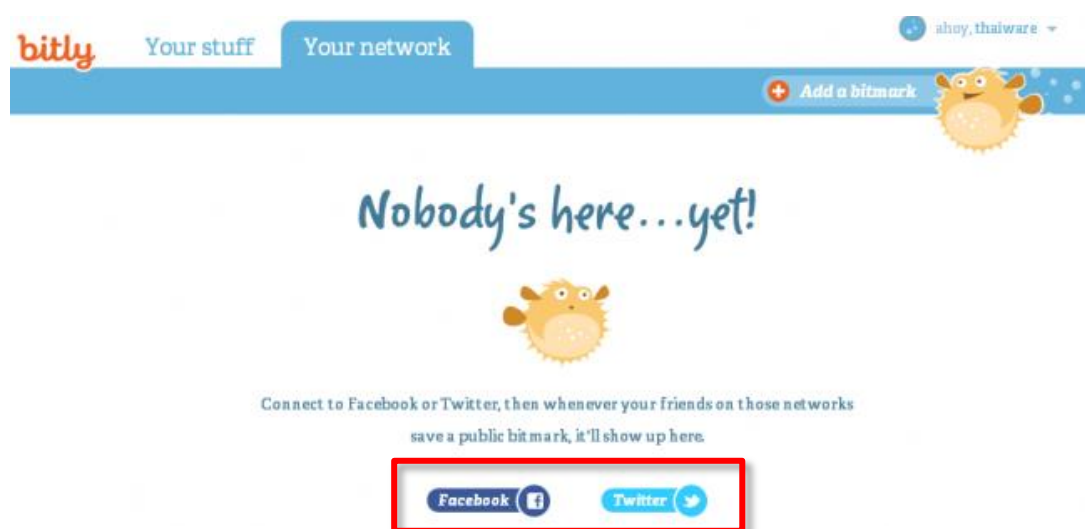 bitly
Your stuff
Your network
ahoy, thaiware
Add a bitmark
Nobody's here...yet!
Connect to Facebook or Twitter, then whenever your friends on those networks
save a public bitmark, it'll show up here.
Facebook
Twitter